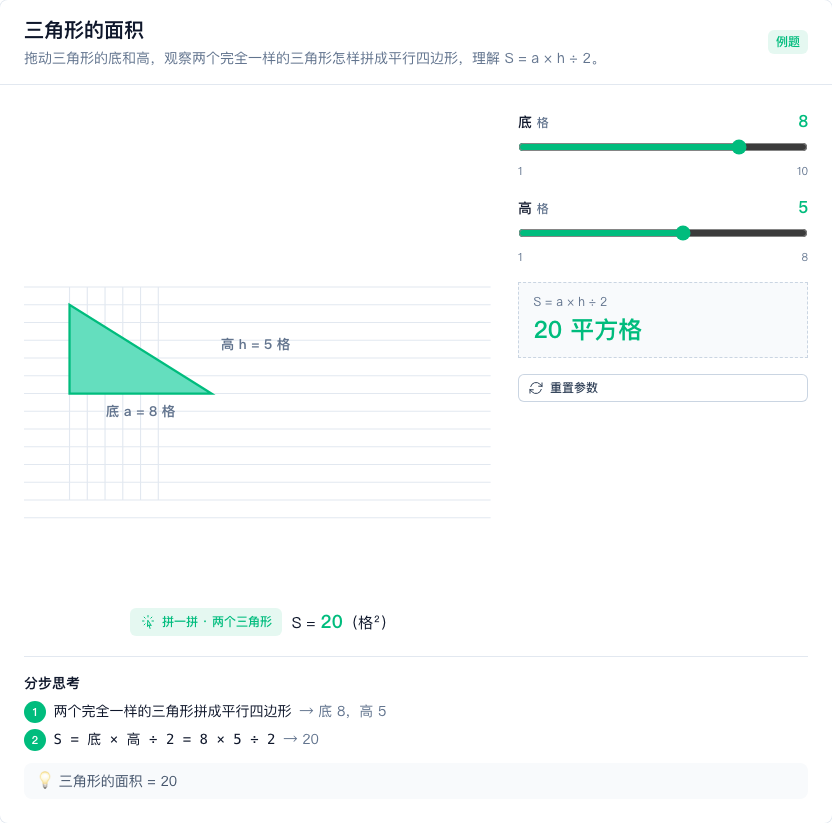 三角形的面积
拖动三角形的底和高，观察两个完全一样的三角形怎样拼成平行四边形，理解 S = a × h ÷ 2。
例题
底 格 8
1 10
高 格 5
1 8
S = a × h ÷ 2
20 平方格
重置参数
高 h = 5 格
底 a = 8 格
拼一拼 · 两个三角形 S = 20（格²）
分步思考
1 两个完全一样的三角形拼成平行四边形 → 底 8，高 5
2 S = 底 × 高 ÷ 2 = 8 × 5 ÷ 2 → 20
三角形的面积 = 20